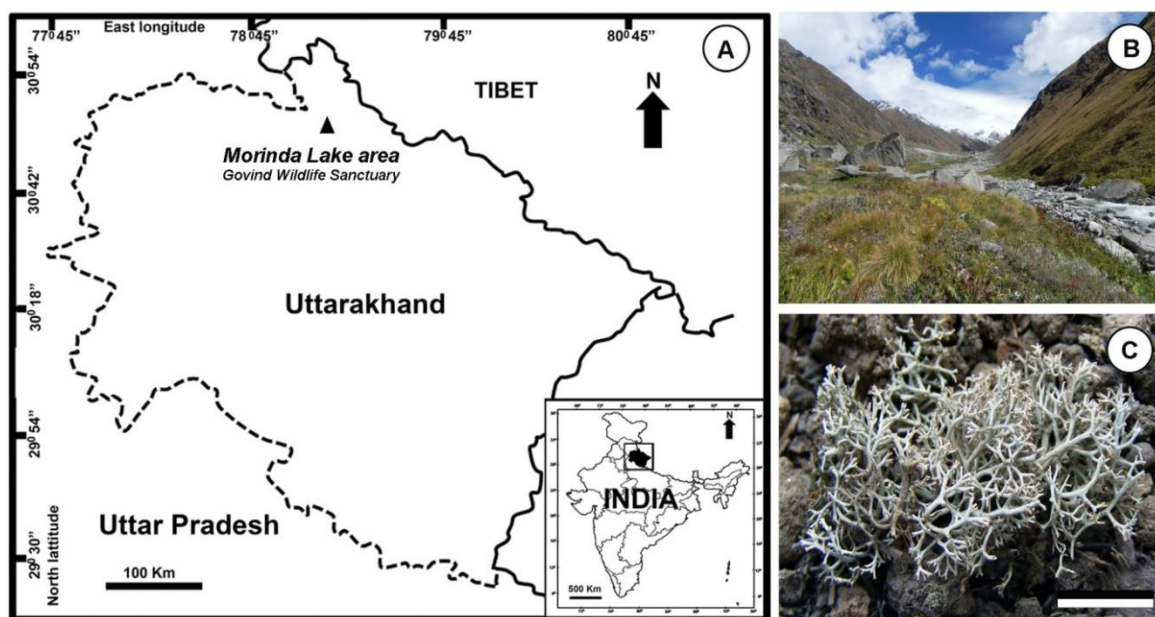 East longitude
77⁰45”
78⁰45”
79⁰45”
80⁰45”
A
30⁰54”
TIBET
N
Morinda Lake area
Govind Wildlife Sanctuary
30⁰42”
30⁰18”
Uttarakhand
29⁰54”
Uttar Pradesh
29⁰30”
North lattitude
100 Km
N
INDIA
500 Km
B
C